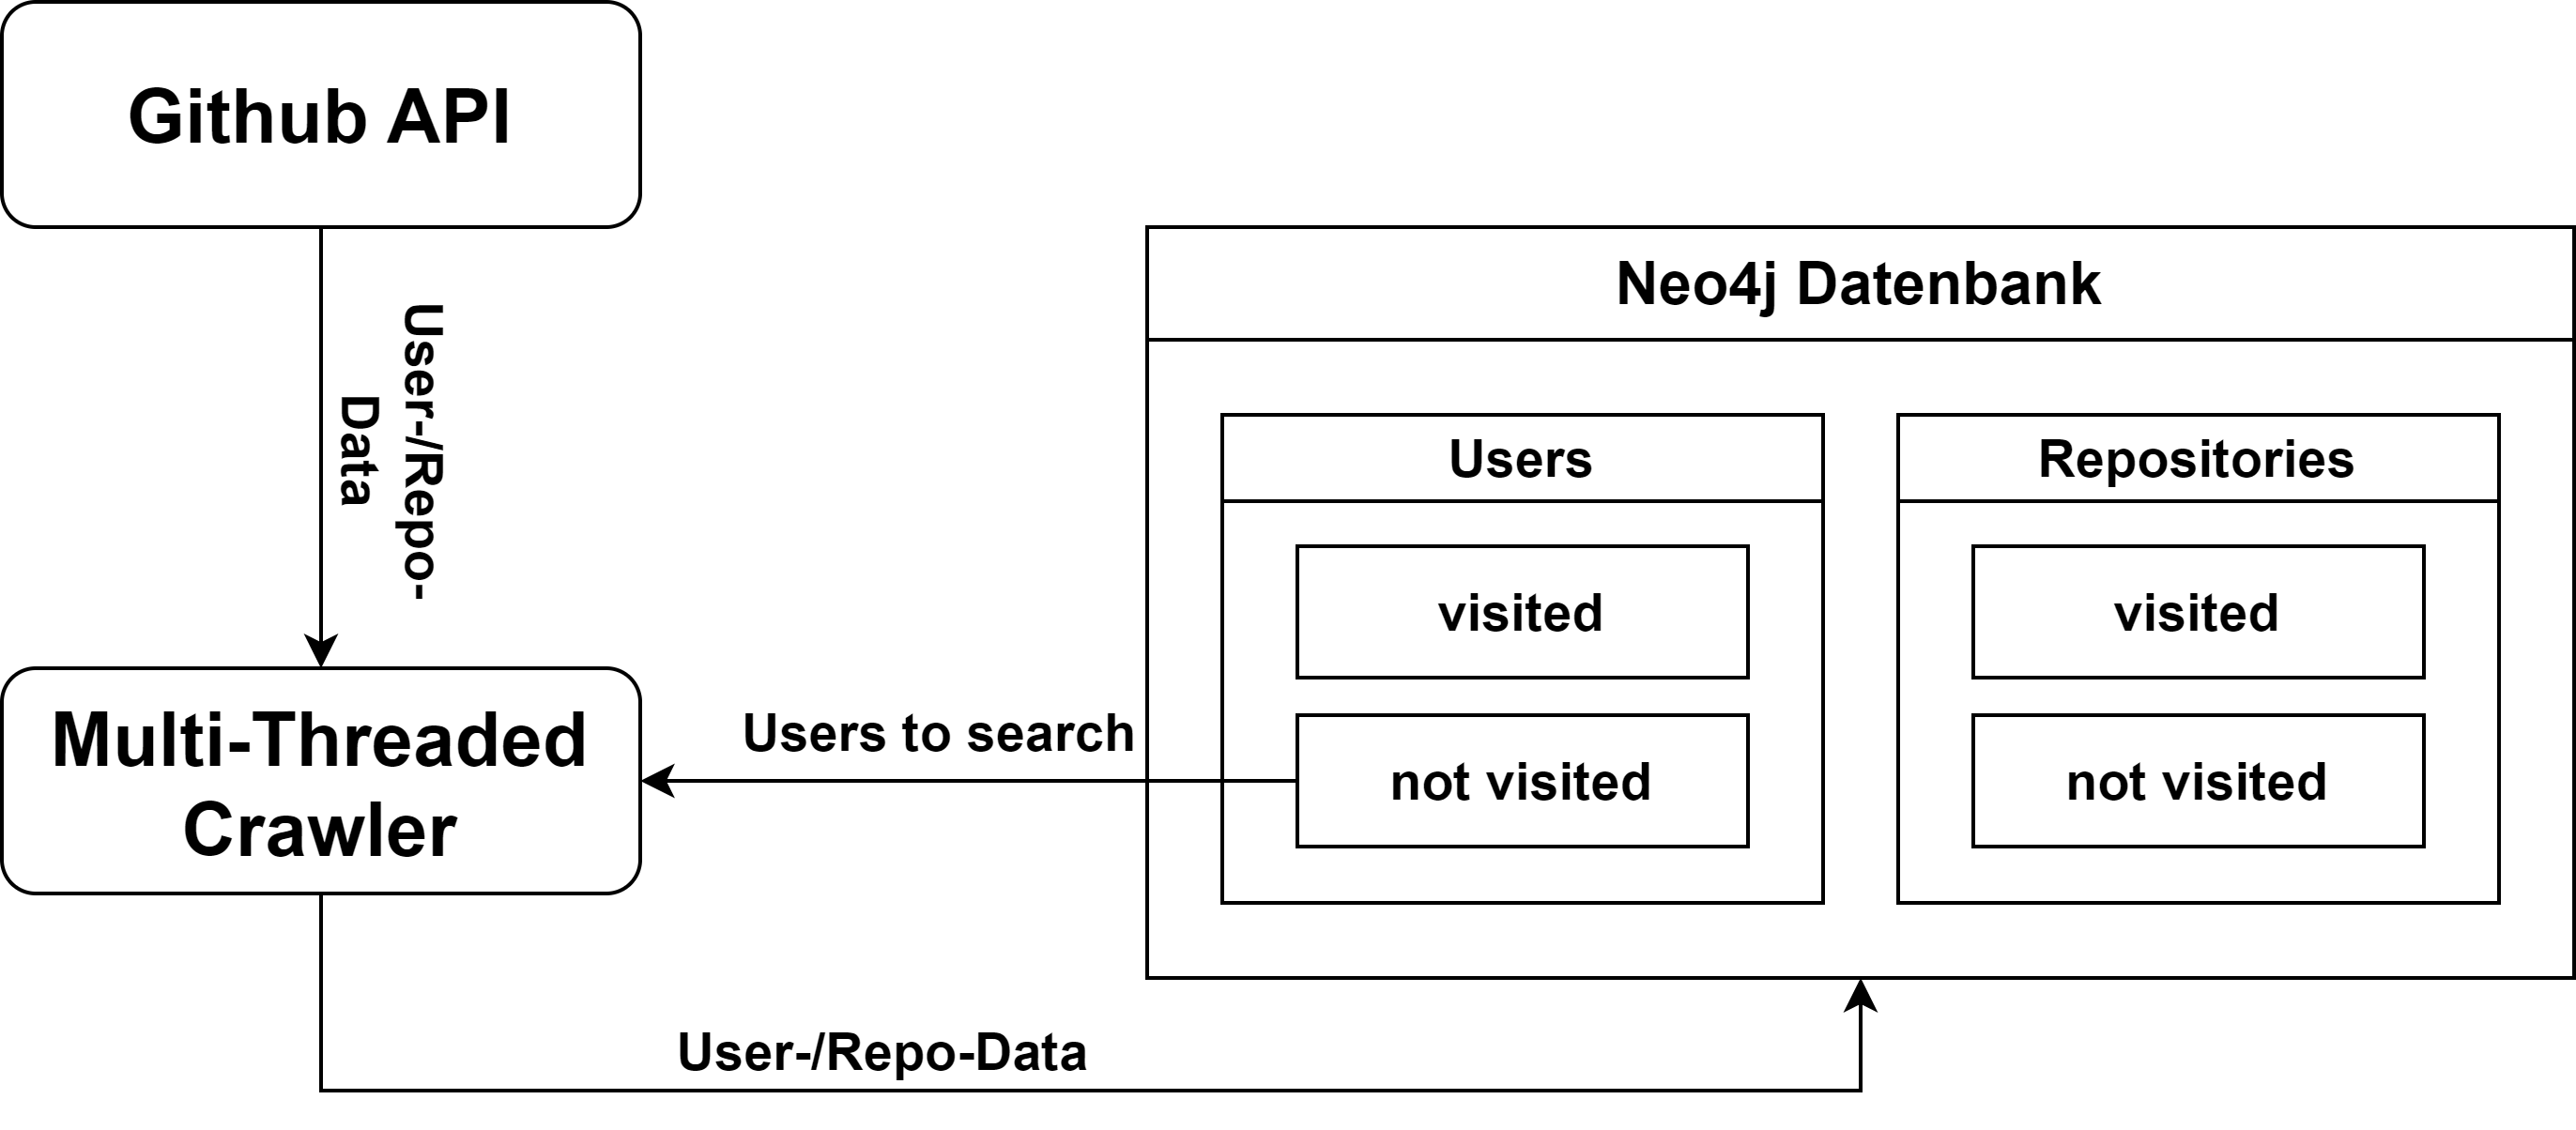 Github API
User-/Repo-
Data
Multi-Threaded
Crawler
Users to search
User-/Repo-Data
Neo4j Datenbank
Users
visited
not visited
Repositories
visited
not visited